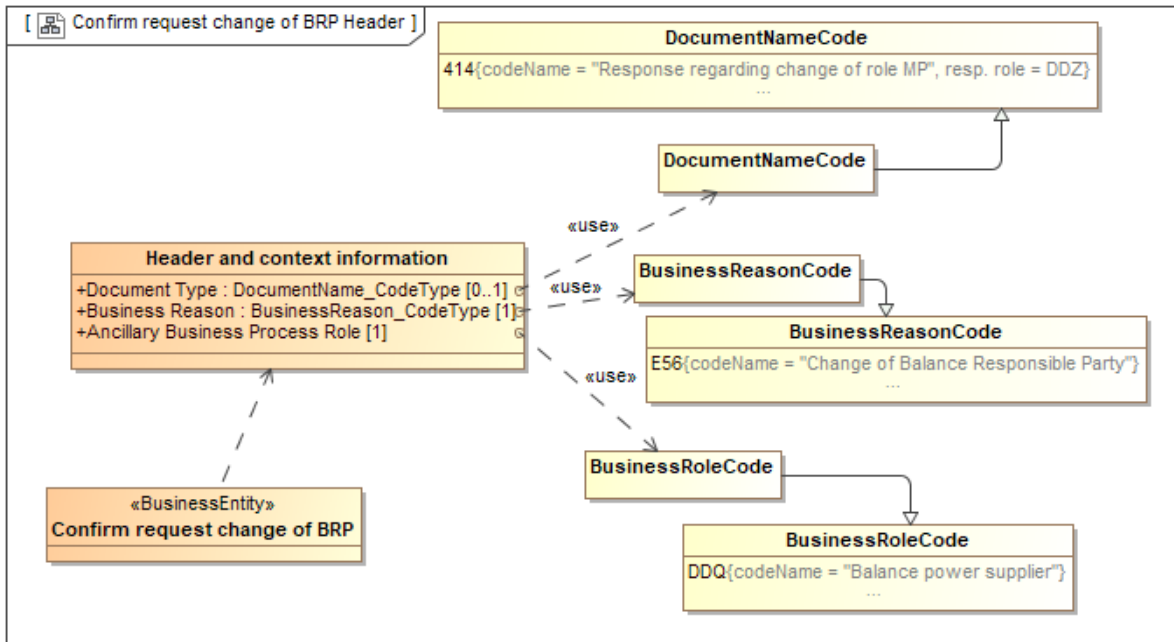 [ Confirm request change of BRP Header ]
DocumentNameCode
414{codeName = "Response regarding change of role MP", resp. role = DDZ}
...
DocumentNameCode
«use»
Header and context information
+Document Type : DocumentName_CodeType [0..1]
+Business Reason : BusinessReason_CodeType [1]
+Ancillary Business Process Role [1]
«use»
BusinessReasonCode
BusinessReasonCode
E56{codeName = "Change of Balance Responsible Party"}
...
«use»
BusinessRoleCode
«BusinessEntity»
Confirm request change of BRP
BusinessRoleCode
DDQ{codeName = "Balance power supplier"}
...